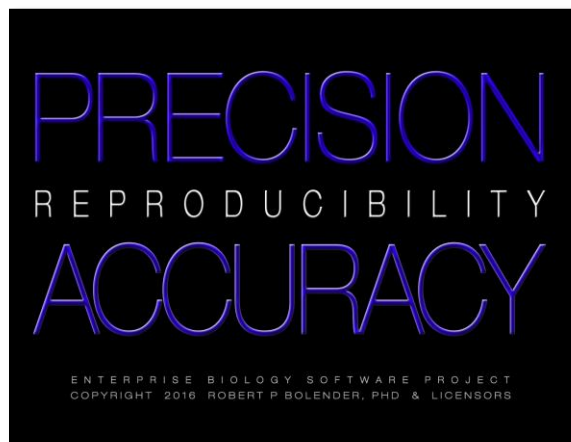 PRECISION
REPRODUCIBILITY
ACCURACY
ENTERPRISE BIOLOGY SOFTWARE PROJECT
COPYRIGHT 2016 ROBERT P BOLENDER, PHD & LICENSORS